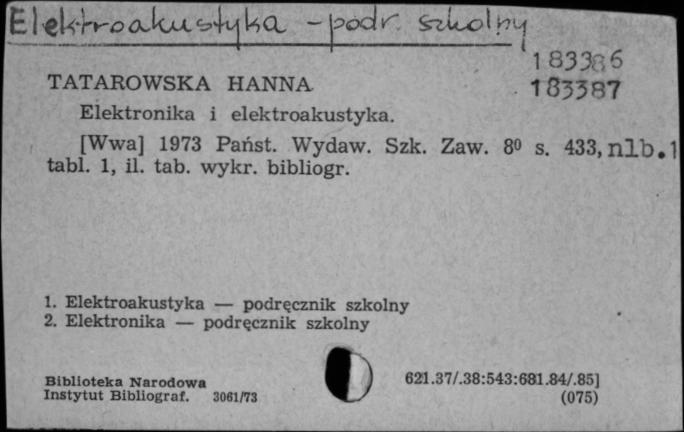 Elektroakustyka - podr. szkolny
183386
183387
TATAROWSKA HANNA
Elektronika i elektroakustyka.
[Wwa] 1973 Państ. Wydaw. Szk. Zaw. 8⁰ s. 433, nlb.1
tabl. 1, il. tab. wykr. bibliogr.
1. Elektroakustyka — podręcznik szkolny
2. Elektronika — podręcznik szkolny
Biblioteka Narodowa
Instytut Bibliograf. 3061/73
621.37/.38:543:681.84/.85]
(075)